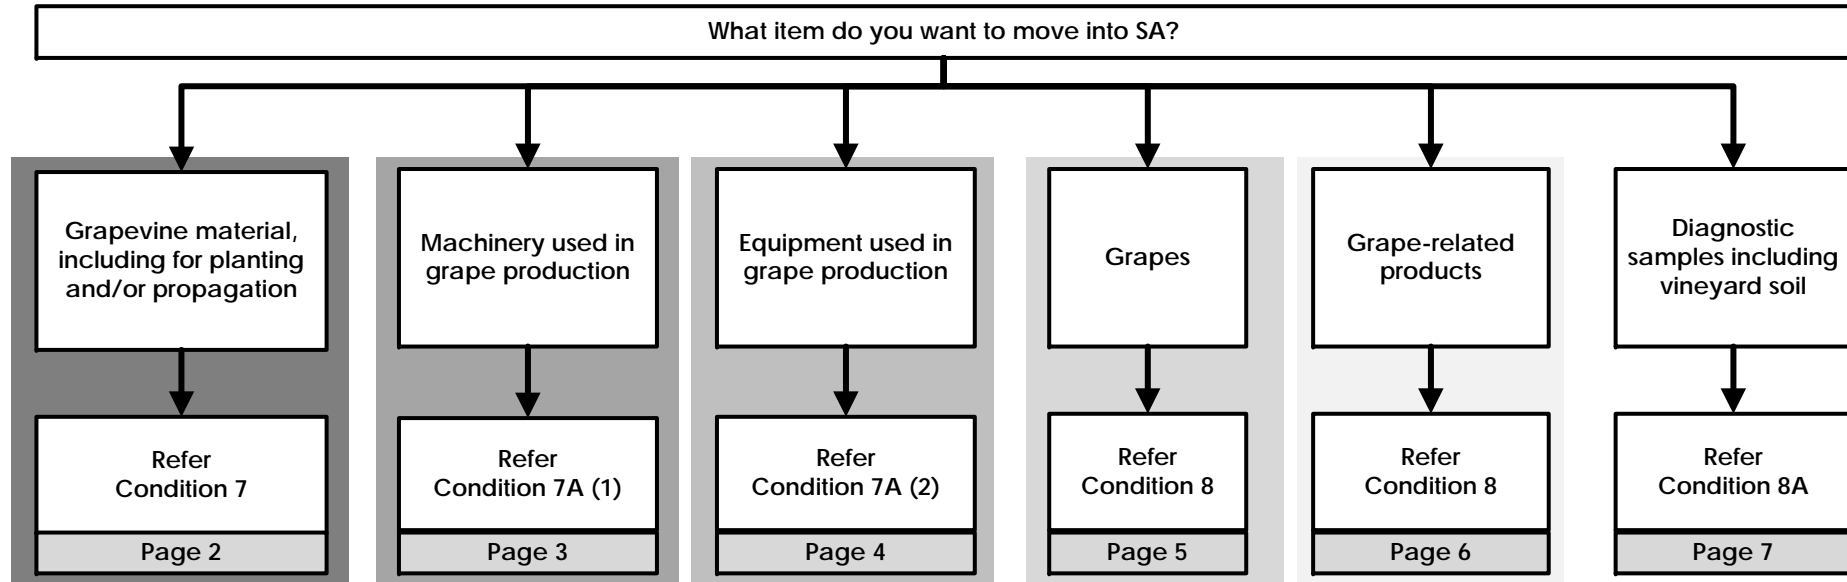 What item do you want to move into SA?
Grapevine material,
including for planting
and/or propagation
Machinery used in
grape production
Equipment used in
grape production
Grapes
Grape-related
products
Diagnostic
samples including
vineyard soil
Refer
Condition 7
Page 2
Refer
Condition 7A (1)
Page 3
Refer
Condition 7A (2)
Page 4
Refer
Condition 8
Page 5
Refer
Condition 8
Page 6
Refer
Condition 8A
Page 7